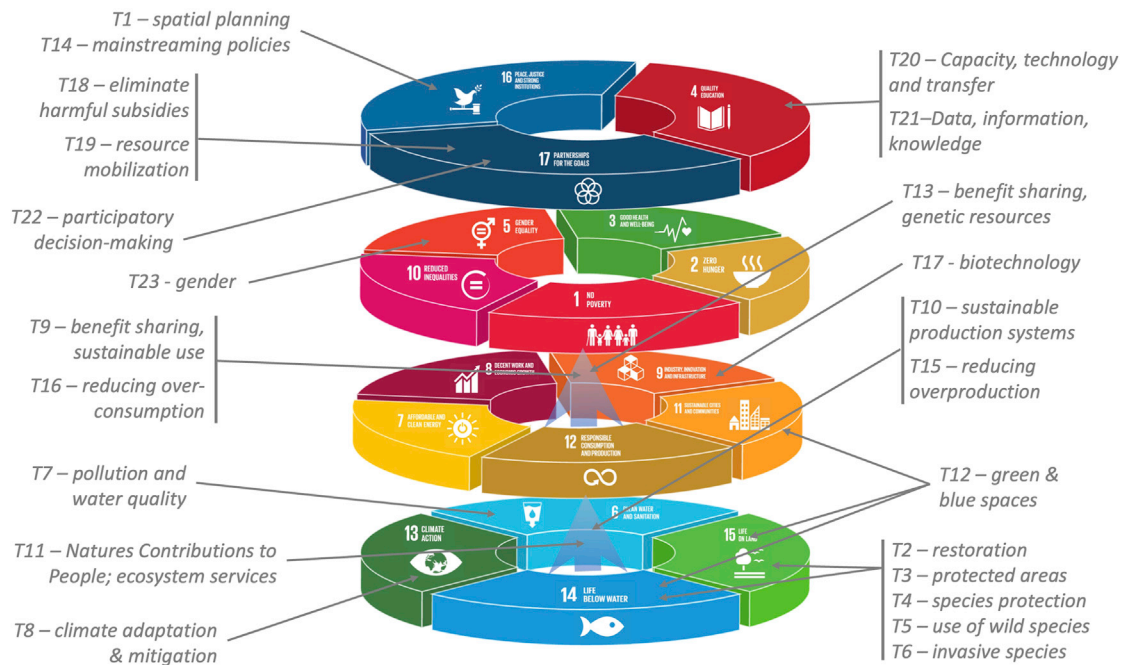 T1 – spatial planning
T14 – mainstreaming policies
T18 – eliminate
harmful subsidies
T19 – resource
mobilization
T22 – participatory
decision-making
T23 - gender
T9 – benefit sharing,
sustainable use
T16 – reducing over-
consumption
T7 – pollution and
water quality
T11 – Natures Contributions to
People; ecosystem services
T8 – climate adaptation
& mitigation
16 PEACE, JUSTICE
AND STRONG
INSTITUTIONS
4 QUALITY
EDUCATION
17 PARTNERSHIPS
FOR THE GOALS
5 GENDER
EQUALITY
3 GOOD HEALTH
AND WELL-BEING
10 REDUCED
INEQUALITIES
2 ZERO
HUNGER
1 NO
POVERTY
8 DECENT WORK AND
9 INDUSTRY, INNOVATION
AND INFRASTRUCTURE
7 AFFORDABLE AND
CLEAN ENERGY
11 SUSTAINABLE CITIES
AND COMMUNITIES
12 RESPONSIBLE
CONSUMPTION
AND PRODUCTION
6 CLEAN WATER
AND SANITATION
13 CLIMATE
ACTION
15 LIFE
ON LAND
14 LIFE
BELOW WATER
T20 – Capacity, technology
and transfer
T21–Data, information,
knowledge
T13 – benefit sharing,
genetic resources
T17 - biotechnology
T10 – sustainable
production systems
T15 – reducing
overproduction
T12 – green &
blue spaces
T2 – restoration
T3 – protected areas
T4 – species protection
T5 – use of wild species
T6 – invasive species